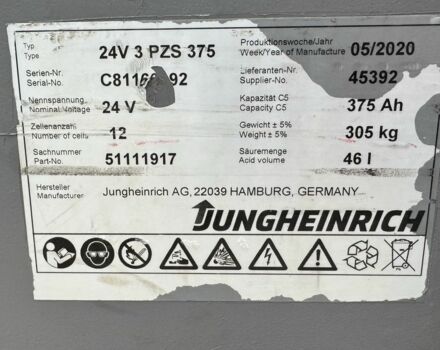 Typ
Type 24V 3 PZS 375 Produktionswoche/Jahr
Week/Year of Manufacture 05/2020
Serien-Nr.
Serial-No. Lieferanten-Nr.
Supplier-No. 45392
Nennspannung
Nominal Voltage 24 V Kapazität C5
Capacity C5 375 Ah
Zellenanzahl
Number of cells 12 Gewicht ± 5%
Weight ± 5% 305 kg
Sachnummer
Part-No. 51111917 Säuremenge
Acid volume 46 l
Hersteller
Manufacturer Jungheinrich AG, 22039 HAMBURG, GERMANY
JUNGHEINRICH